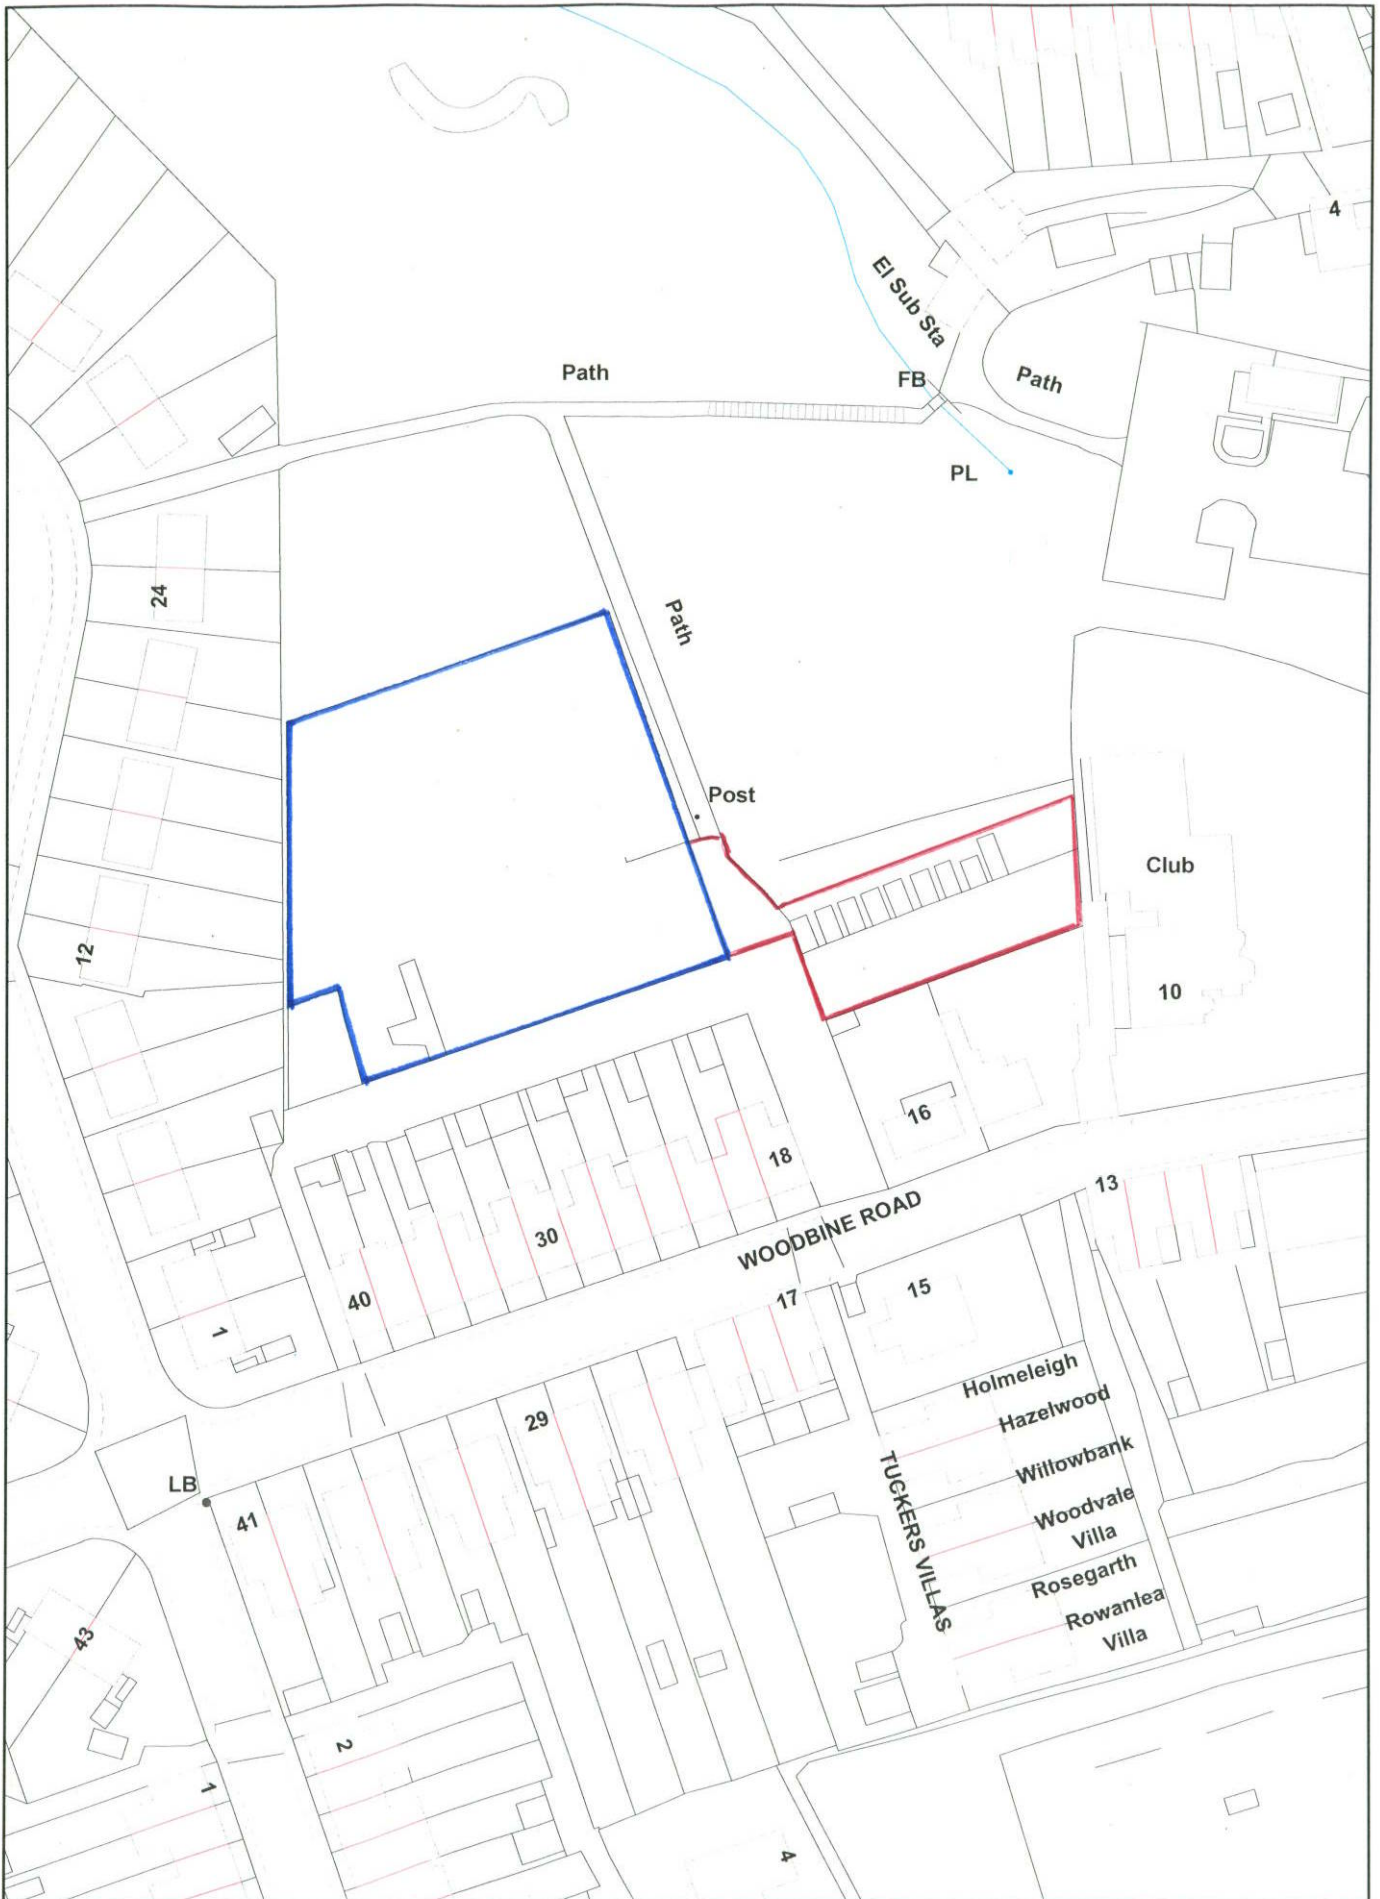 4
El Sub Sta
Path
FB
Path
PL
24
Path
Post
Club
12
10
16
18
13
WOODBINE ROAD
30
15
17
40
1
Holmeleigh
Hazelwood
29
Willowbank
LB
TUCKERS VILLAS
Woodvale
Villa
41
Rosegarth
Rowanlea
Villa
43
2
1
4